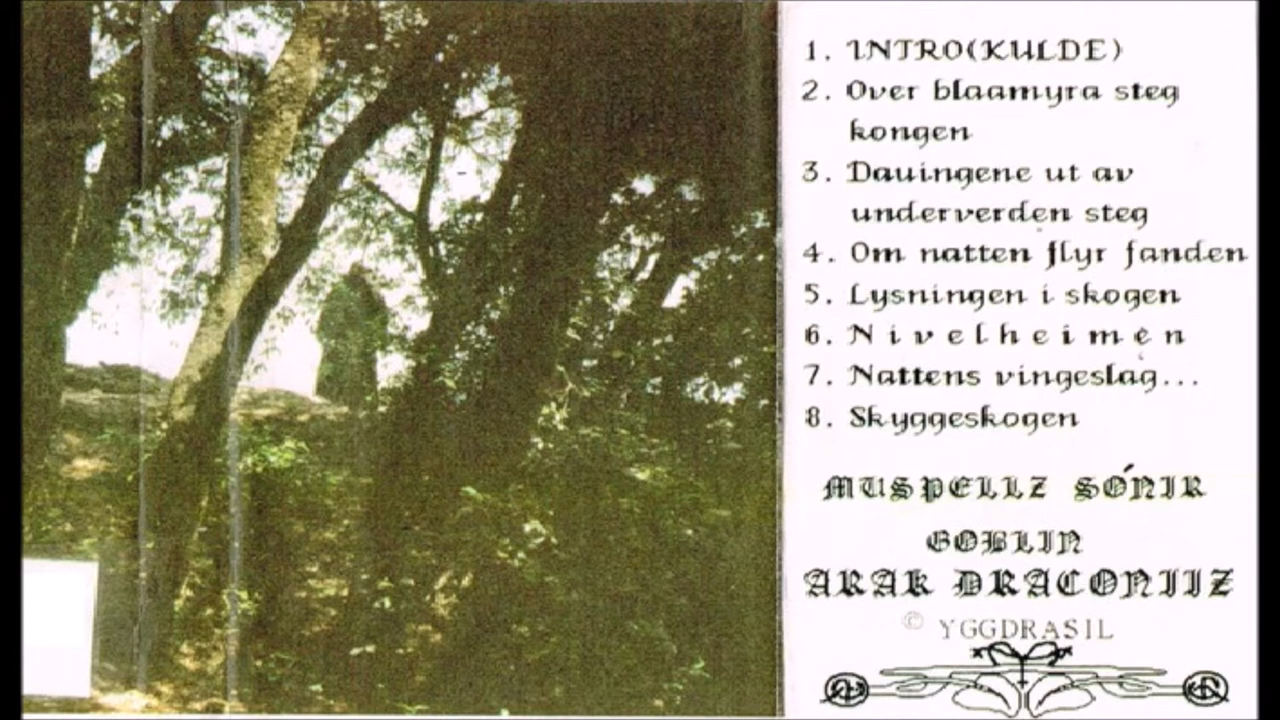 1. INTRO(KULDE)
2. Over blaamyra steg
kongen
3. Dauingene ut av
underverden steg
4. Om natten flyr fanden
5. Lysningen i skogen
6. Nivelheimen
7. Nattens vingeslag...
8. Skyggeskogen
MUSPELLZ SÓNIR
GOBLIN
ARAK DRACONIIZ
© YGGDRASIL